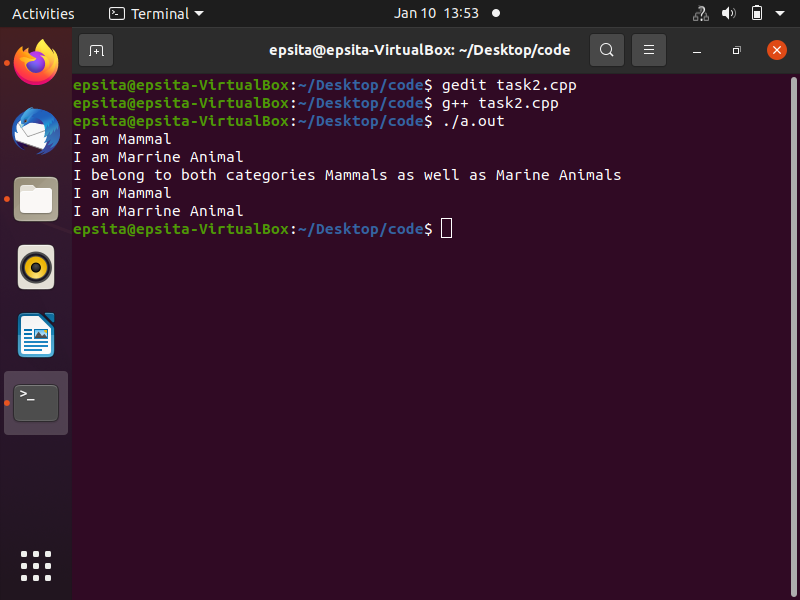 Activities Terminal Jan 10 13:53
epsita@epsita-VirtualBox: ~/Desktop/code
epsita@epsita-VirtualBox:~/Desktop/code$ gedit task2.cpp
epsita@epsita-VirtualBox:~/Desktop/code$ g++ task2.cpp
epsita@epsita-VirtualBox:~/Desktop/code$ ./a.out
I am Mammal
I am Marrine Animal
I belong to both categories Mammals as well as Marine Animals
I am Mammal
I am Marrine Animal
epsita@epsita-VirtualBox:~/Desktop/code$